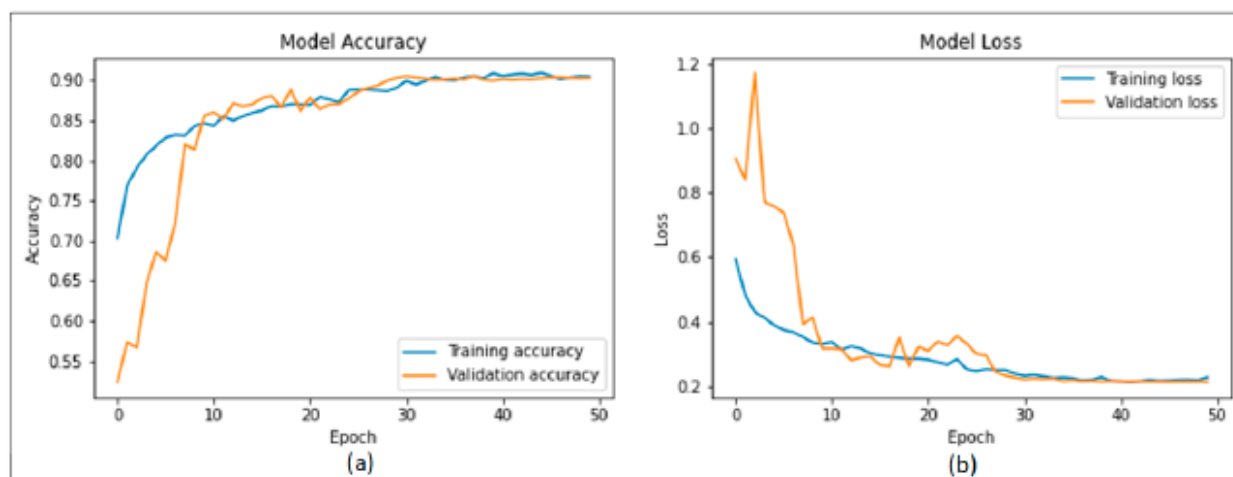 Model Accuracy
Accuracy
0.90
0.85
0.80
0.75
0.70
0.65
0.60
0.55
Training accuracy
Validation accuracy
0
10
20
30
40
50
Epoch
(a)
Model Loss
Loss
1.2
1.0
0.8
0.6
0.4
0.2
Training loss
Validation loss
0
10
20
30
40
50
Epoch
(b)